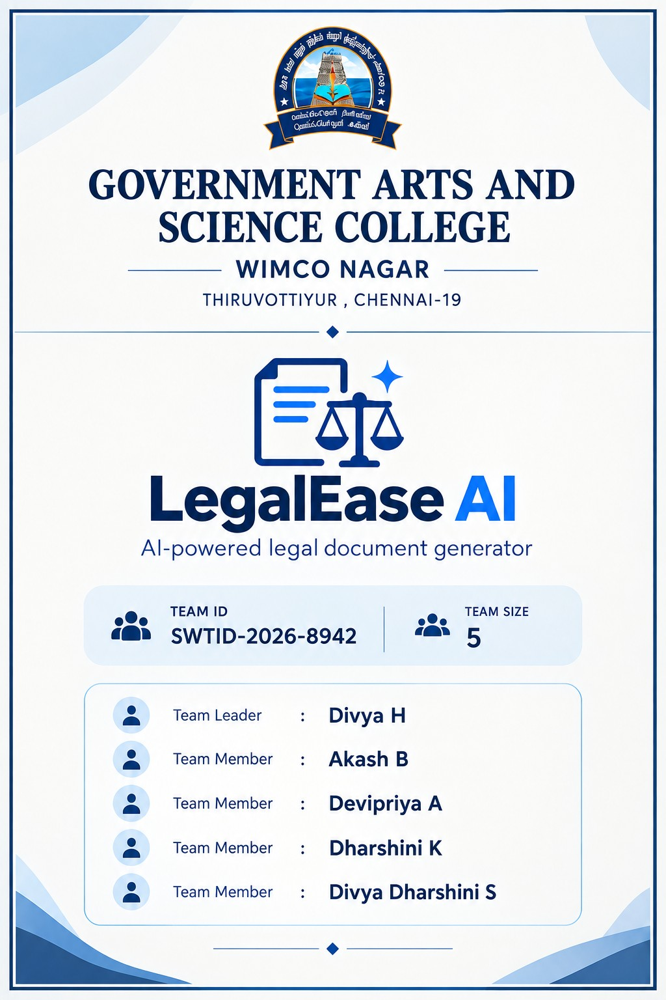 GOVERNMENT ARTS AND
SCIENCE COLLEGE
WIMCO NAGAR
THIRUVOTTIYUR , CHENNAI-19
LegalEase AI
AI-powered legal document generator
TEAM ID
SWTID-2026-8942
TEAM SIZE
5
Team Leader : Divya H
Team Member : Akash B
Team Member : Devipriya A
Team Member : Dharshini K
Team Member : Divya Dharshini S